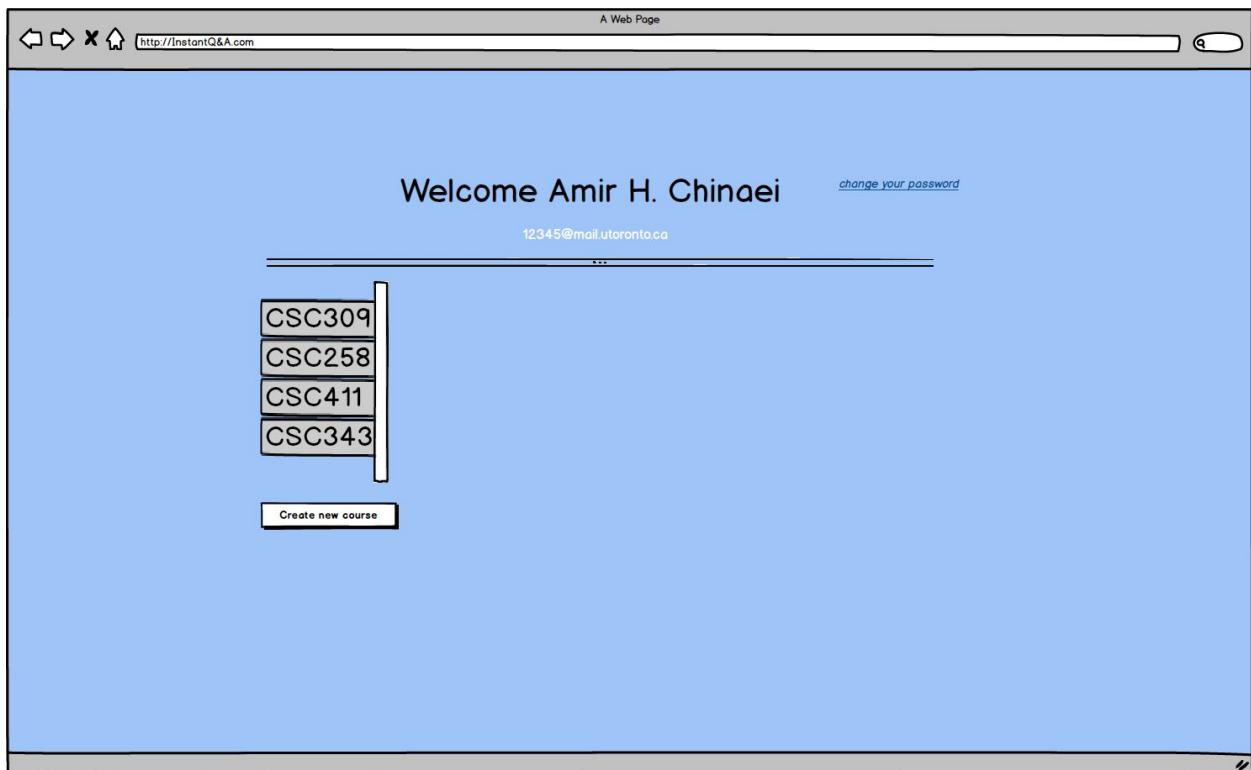 A Web Page
http://InstantQ&A.com
Welcome Amir H. Chinaei
change your password
12345@mail.utoronto.ca
CSC309
CSC258
CSC411
CSC343
Create new course